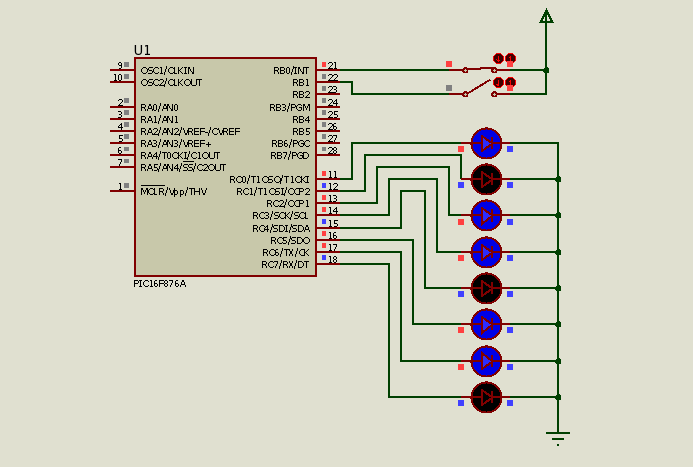 U1
9 OSC1/CLKIN RB0/INT 21
10 OSC2/CLKOUT RB1 22
RB2 23
2 RA0/AN0 RB3/PGM 24
3 RA1/AN1 RB4 25
4 RA2/AN2/VREF-/CVREF RB5 26
5 RA3/AN3/VREF+ RB6/PGC 27
6 RA4/T0CKI/C1OUT RB7/PGD 28
7 RA5/AN4/SS/C2OUT
RC0/T1OSO/T1CKI 11
1 MCLR/Vpp/THV RC1/T1OSI/CCP2 12
RC2/CCP1 13
RC3/SCK/SCL 14
RC4/SDI/SDA 15
RC5/SDO 16
RC6/TX/CK 17
RC7/RX/DT 18
PIC16F876A